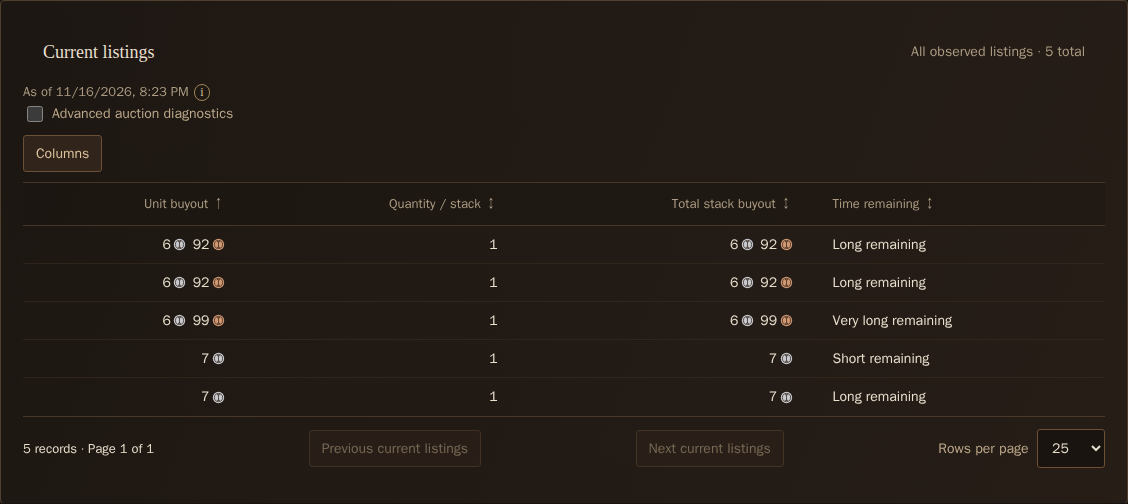 Current listings
All observed listings · 5 total
As of 11/16/2026, 8:23 PM i
Advanced auction diagnostics
Columns
Unit buyout ↑ Quantity / stack ↕ Total stack buyout ↕ Time remaining ↕
6 92 1 6 92 Long remaining
6 92 1 6 92 Long remaining
6 99 1 6 99 Very long remaining
7 1 7 Short remaining
7 1 7 Long remaining
5 records · Page 1 of 1 Previous current listings Next current listings Rows per page 25